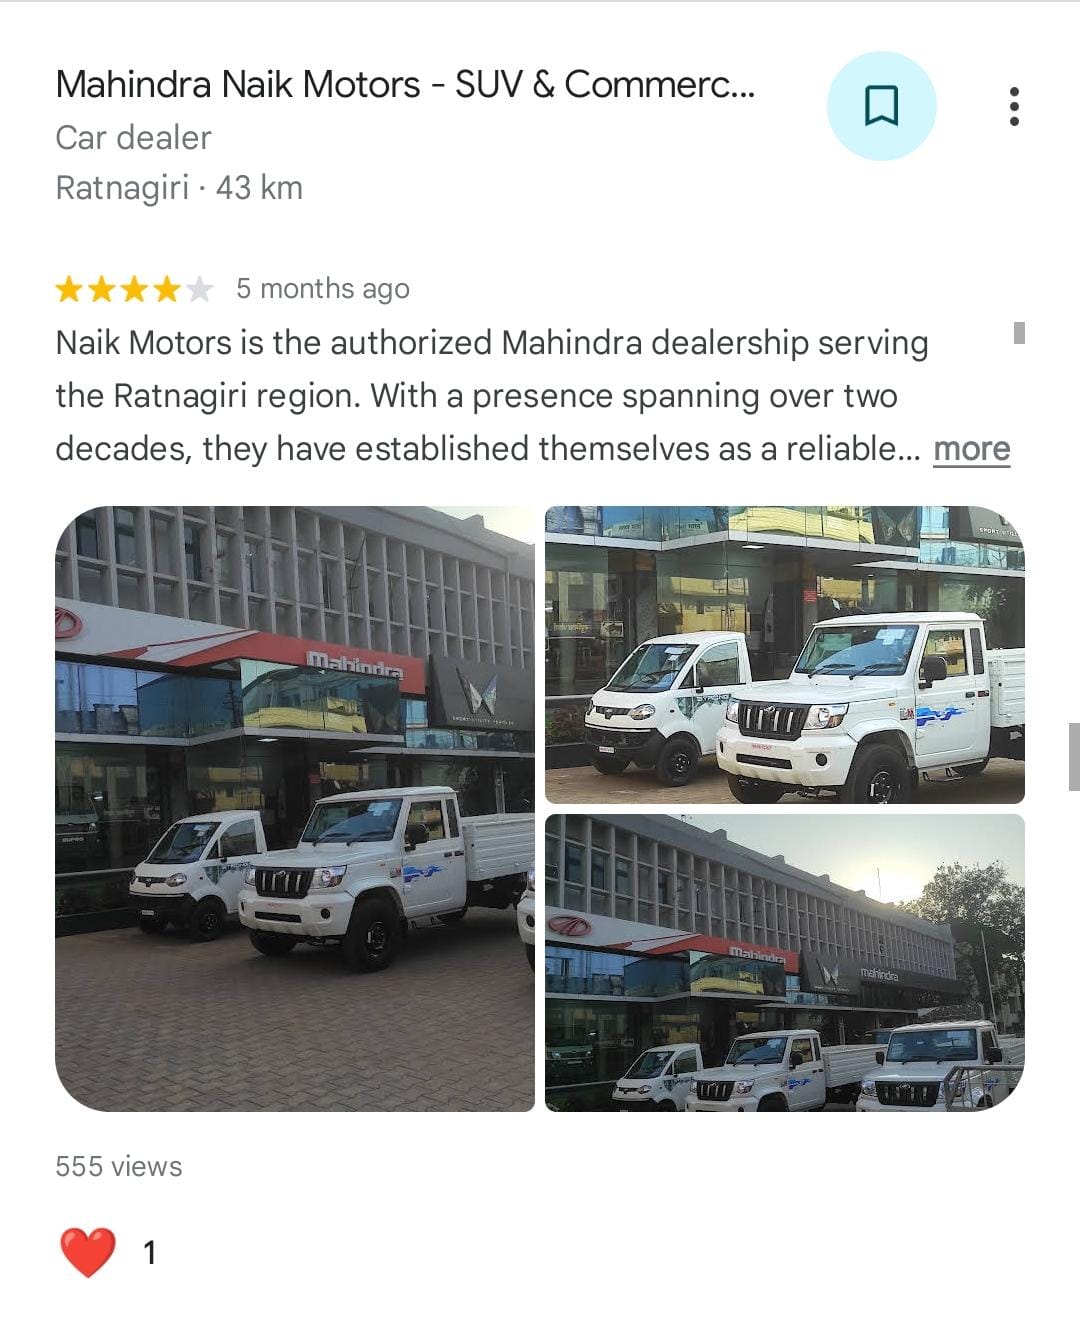 Mahindra Naik Motors - SUV & Commerc...
Car dealer
Ratnagiri · 43 km
5 months ago
Naik Motors is the authorized Mahindra dealership serving
the Ratnagiri region. With a presence spanning over two
decades, they have established themselves as a reliable... more
mahindra
mahindra
mahindra
555 views
1